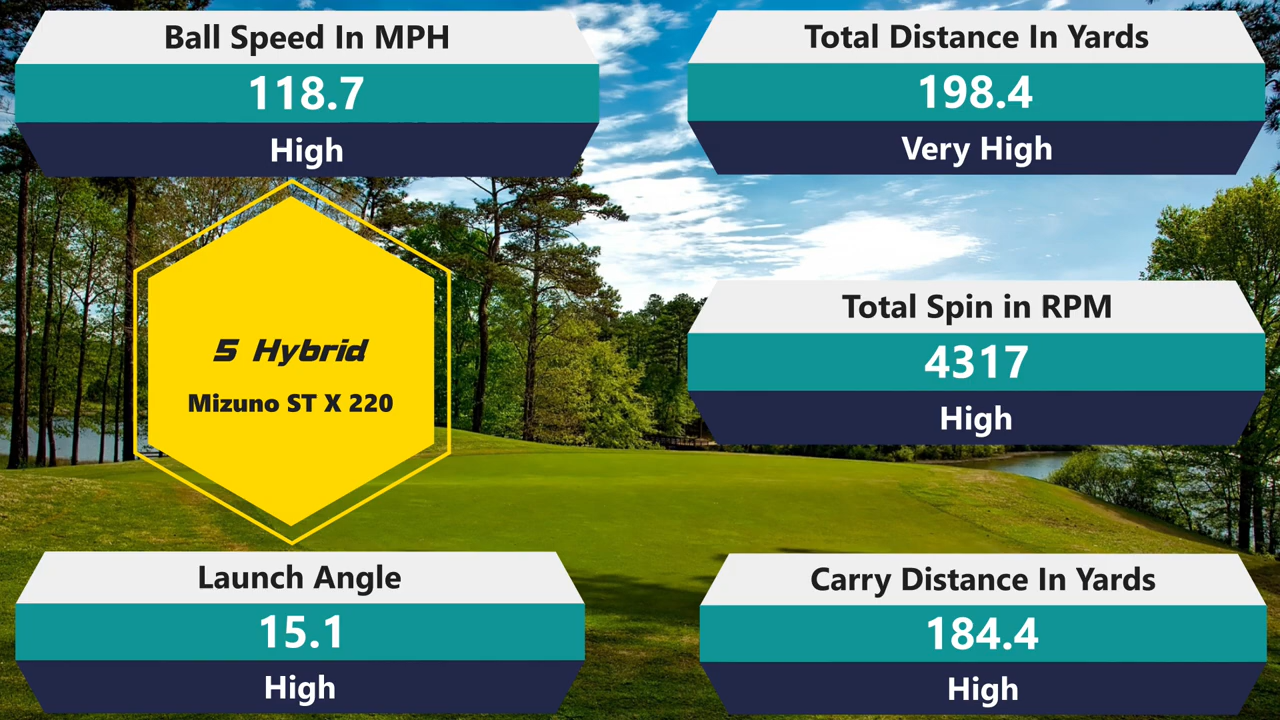 Ball Speed In MPH
118.7
High
Total Distance In Yards
198.4
Very High
5 Hybrid
Mizuno ST X 220
Total Spin in RPM
4317
High
Launch Angle
15.1
High
Carry Distance In Yards
184.4
High